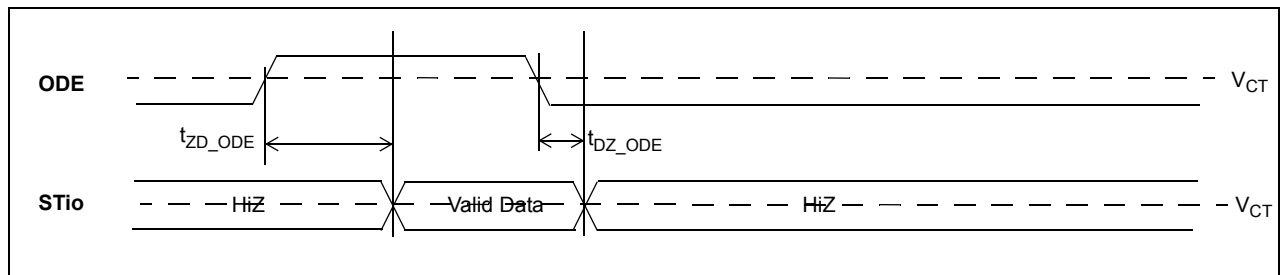 ODE
V_CT
t_ZD_ODE
t_DZ_ODE
STio
HiZ
Valid Data
HiZ
V_CT